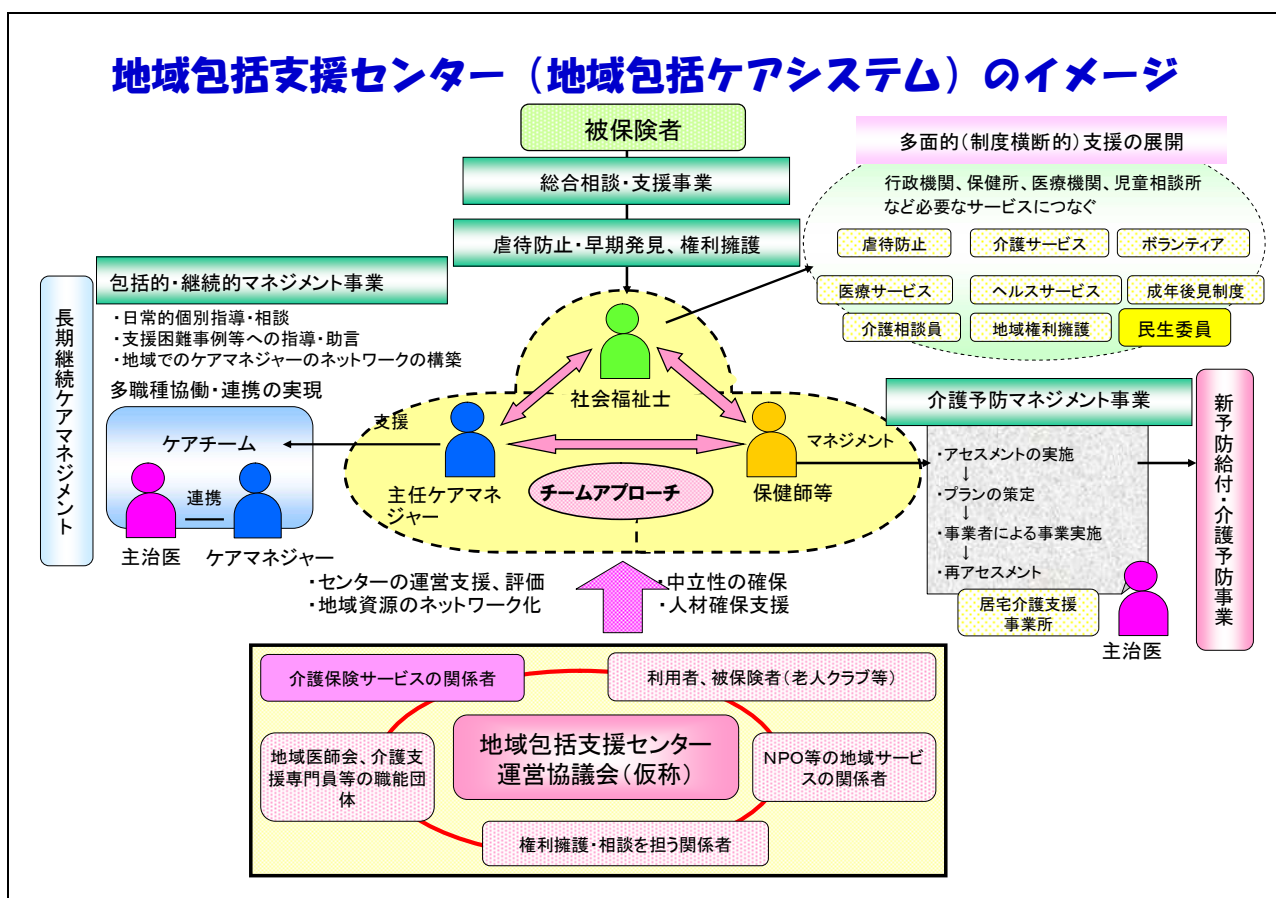 地域包括支援センター（地域包括ケアシステム）のイメージ
被保険者
総合相談・支援事業
虐待防止・早期発見、権利擁護
多面的（制度横断的）支援の展開
行政機関、保健所、医療機関、児童相談所
など必要なサービスにつなぐ
虐待防止
介護サービス
ボランティア
医療サービス
ヘルスサービス
成年後見制度
介護相談員
地域権利擁護
民生委員
長期継続ケアマネジメント
包括的・継続的マネジメント事業
・日常的個別指導・相談
・支援困難事例等への指導・助言
・地域でのケアマネジャーのネットワークの構築
多職種協働・連携の実現
ケアチーム
連携
主治医
ケアマネジャー
支援
社会福祉士
主任ケアマネ
ジャー
チームアプローチ
保健師等
マネジメント
介護予防マネジメント事業
・アセスメントの実施
↓
・プランの策定
↓
・事業者による事業実施
↓
・再アセスメント
居宅介護支援
事業所
主治医
新予防給付・介護予防事業
・センターの運営支援、評価
・地域資源のネットワーク化
・中立性の確保
・人材確保支援
介護保険サービスの関係者
利用者、被保険者（老人クラブ等）
地域包括支援センター
運営協議会（仮称）
地域医師会、介護支
援専門員等の職能団
体
NPO等の地域サービ
スの関係者
権利擁護・相談を担う関係者